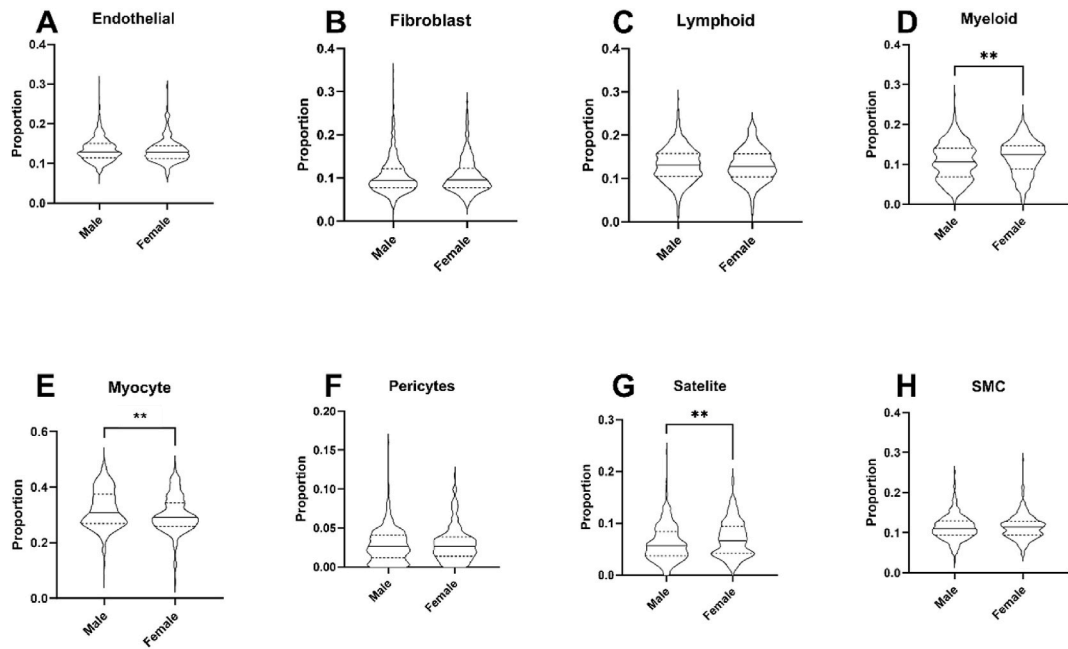 A Endothelial
Proportion
0.4
0.3
0.2
0.1
0.0
Male
Female
B Fibroblast
Proportion
0.4
0.3
0.2
0.1
0.0
Male
Female
C Lymphoid
Proportion
0.4
0.3
0.2
0.1
0.0
Male
Female
D Myeloid
**
Proportion
0.4
0.3
0.2
0.1
0.0
Male
Female
E Myocyte
**
Proportion
0.6
0.4
0.2
0.0
Male
Female
F Pericytes
Proportion
0.20
0.15
0.10
0.05
0.00
Male
Female
G Satelite
**
Proportion
0.3
0.2
0.1
0.0
Male
Female
H SMC
Proportion
0.4
0.3
0.2
0.1
0.0
Male
Female